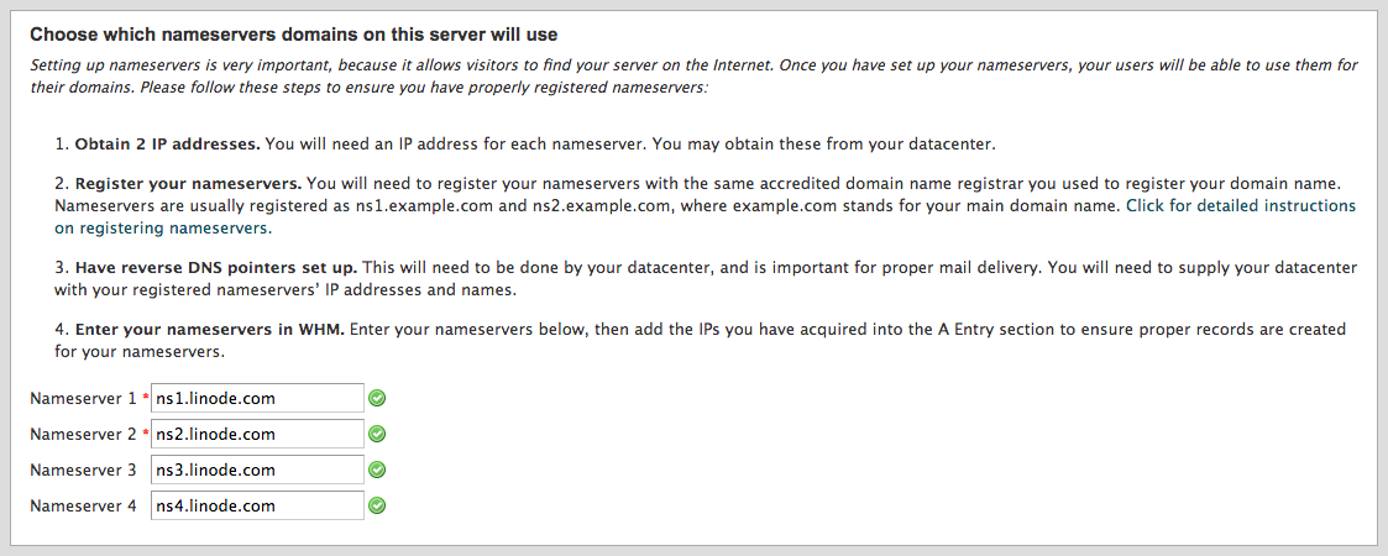 Choose which nameservers domains on this server will use
Setting up nameservers is very important, because it allows visitors to find your server on the Internet. Once you have set up your nameservers, your users will be able to use them for
their domains. Please follow these steps to ensure you have properly registered nameservers:
1. Obtain 2 IP addresses. You will need an IP address for each nameserver. You may obtain these from your datacenter.
2. Register your nameservers. You will need to register your nameservers with the same accredited domain name registrar you used to register your domain name.
Nameservers are usually registered as ns1.example.com and ns2.example.com, where example.com stands for your main domain name. Click for detailed instructions
on registering nameservers.
3. Have reverse DNS pointers set up. This will need to be done by your datacenter, and is important for proper mail delivery. You will need to supply your datacenter
with your registered nameservers’ IP addresses and names.
4. Enter your nameservers in WHM. Enter your nameservers below, then add the IPs you have acquired into the A Entry section to ensure proper records are created
for your nameservers.
Nameserver 1 * ns1.linode.com
Nameserver 2 * ns2.linode.com
Nameserver 3 ns3.linode.com
Nameserver 4 ns4.linode.com